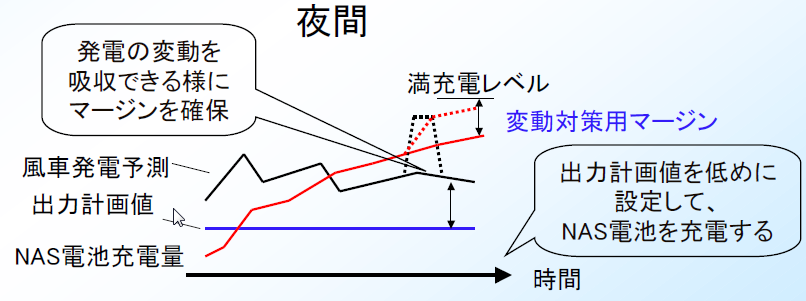 夜間
発電の変動を
吸収できる様に
マージンを確保
満充電レベル
変動対策用マージン
風車発電予測
出力計画値
出力計画値を低めに
設定して、
NAS電池を充電する
NAS電池充電量
時間